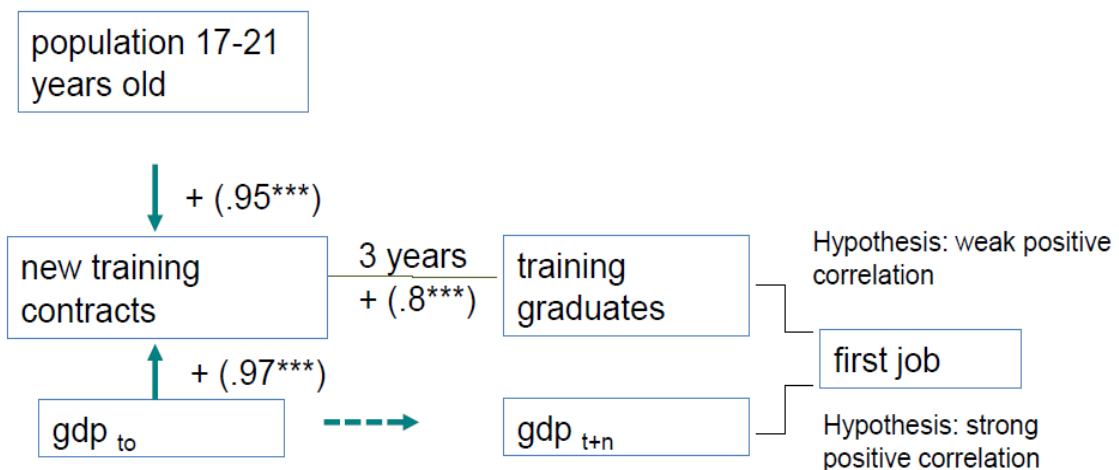 population 17-21
years old
+ (.95***)
new training
contracts
3 years
+ (.8***)
training
graduates
Hypothesis: weak positive
correlation
first job
+ (.97***)
gdp to
gdp t+n
Hypothesis: strong
positive correlation